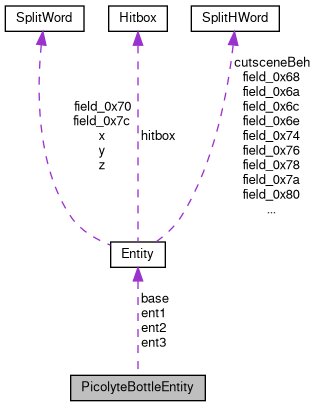 SplitWord
Hitbox
SplitHWord
field_0x70
field_0x7c
x
y
z
hitbox
cutsceneBeh
field_0x68
field_0x6a
field_0x6c
field_0x6e
field_0x74
field_0x76
field_0x78
field_0x7a
field_0x80
...
Entity
base
ent1
ent2
ent3
PicolyteBottleEntity